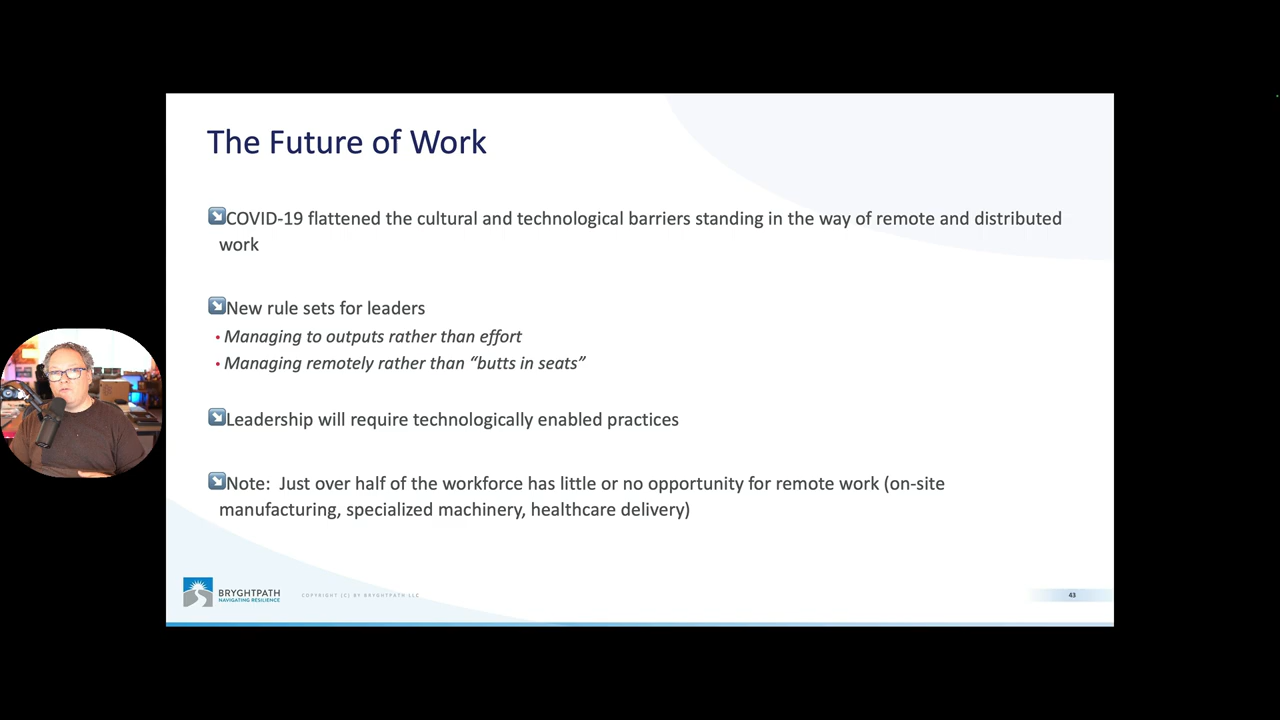 The Future of Work
COVID-19 flattened the cultural and technological barriers standing in the way of remote and distributed
work
New rule sets for leaders
• Managing to outputs rather than effort
• Managing remotely rather than “butts in seats”
Leadership will require technologically enabled practices
Note:  Just over half of the workforce has little or no opportunity for remote work (on-site
manufacturing, specialized machinery, healthcare delivery)
BRYGHTPATH
NAVIGATING RESILIENCE
COPYRIGHT (C) BY BRYGHTPATH LLC
43